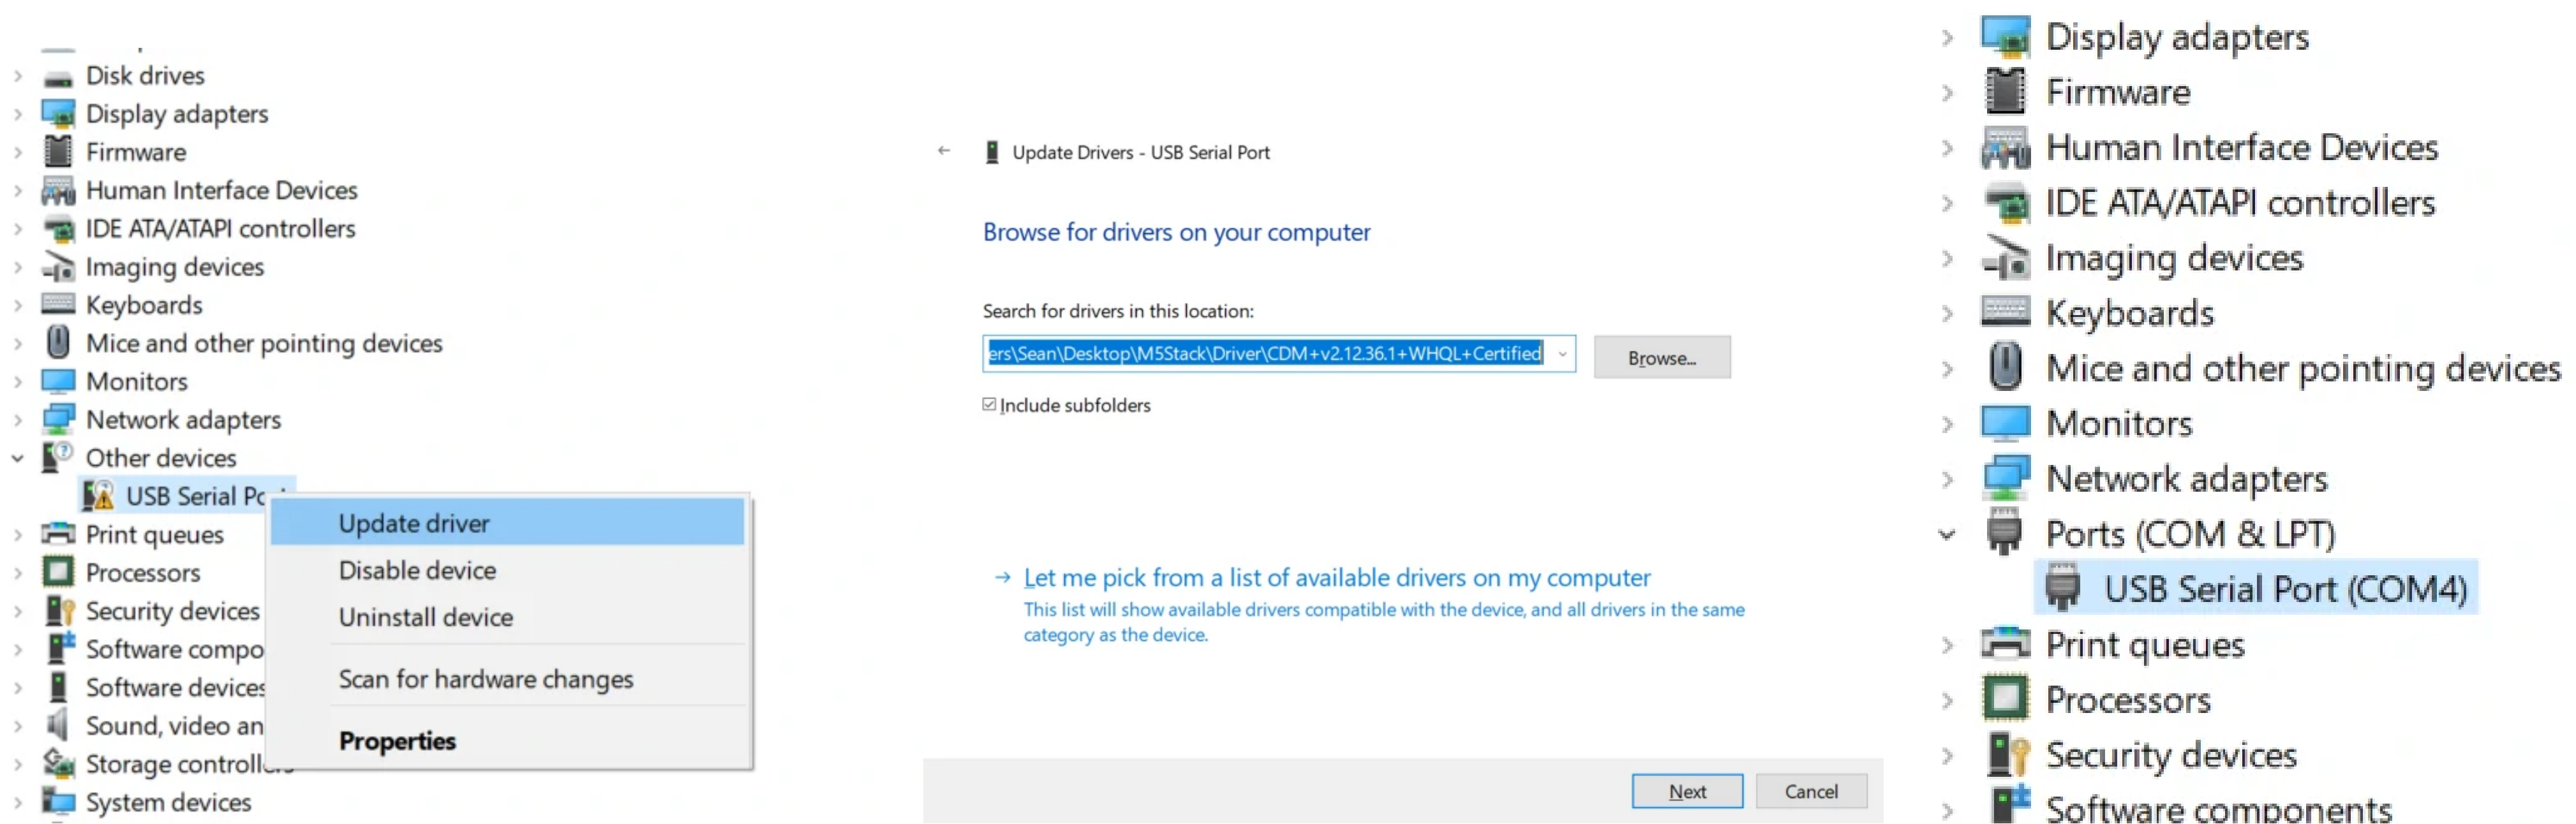 Disk drives
Display adapters
Firmware
Human Interface Devices
IDE ATA/ATAPI controllers
Imaging devices
Keyboards
Mice and other pointing devices
Monitors
Network adapters
Other devices
USB Serial Po
Print queues
Processors
Security devices
Software compo
Software devices
Sound, video an
Storage controll
System devices
Update driver
Disable device
Uninstall device
Scan for hardware changes
Properties
Update Drivers - USB Serial Port
Browse for drivers on your computer
Search for drivers in this location:
ers\Sean\Desktop\M5Stack\Driver\CDM+v2.12.36.1+WHQL+Certified
Browse...
Include subfolders
Let me pick from a list of available drivers on my computer
This list will show available drivers compatible with the device, and all drivers in the same
category as the device.
Next
Cancel
Display adapters
Firmware
Human Interface Devices
IDE ATA/ATAPI controllers
Imaging devices
Keyboards
Mice and other pointing devices
Monitors
Network adapters
Ports (COM & LPT)
USB Serial Port (COM4)
Print queues
Processors
Security devices
Software components